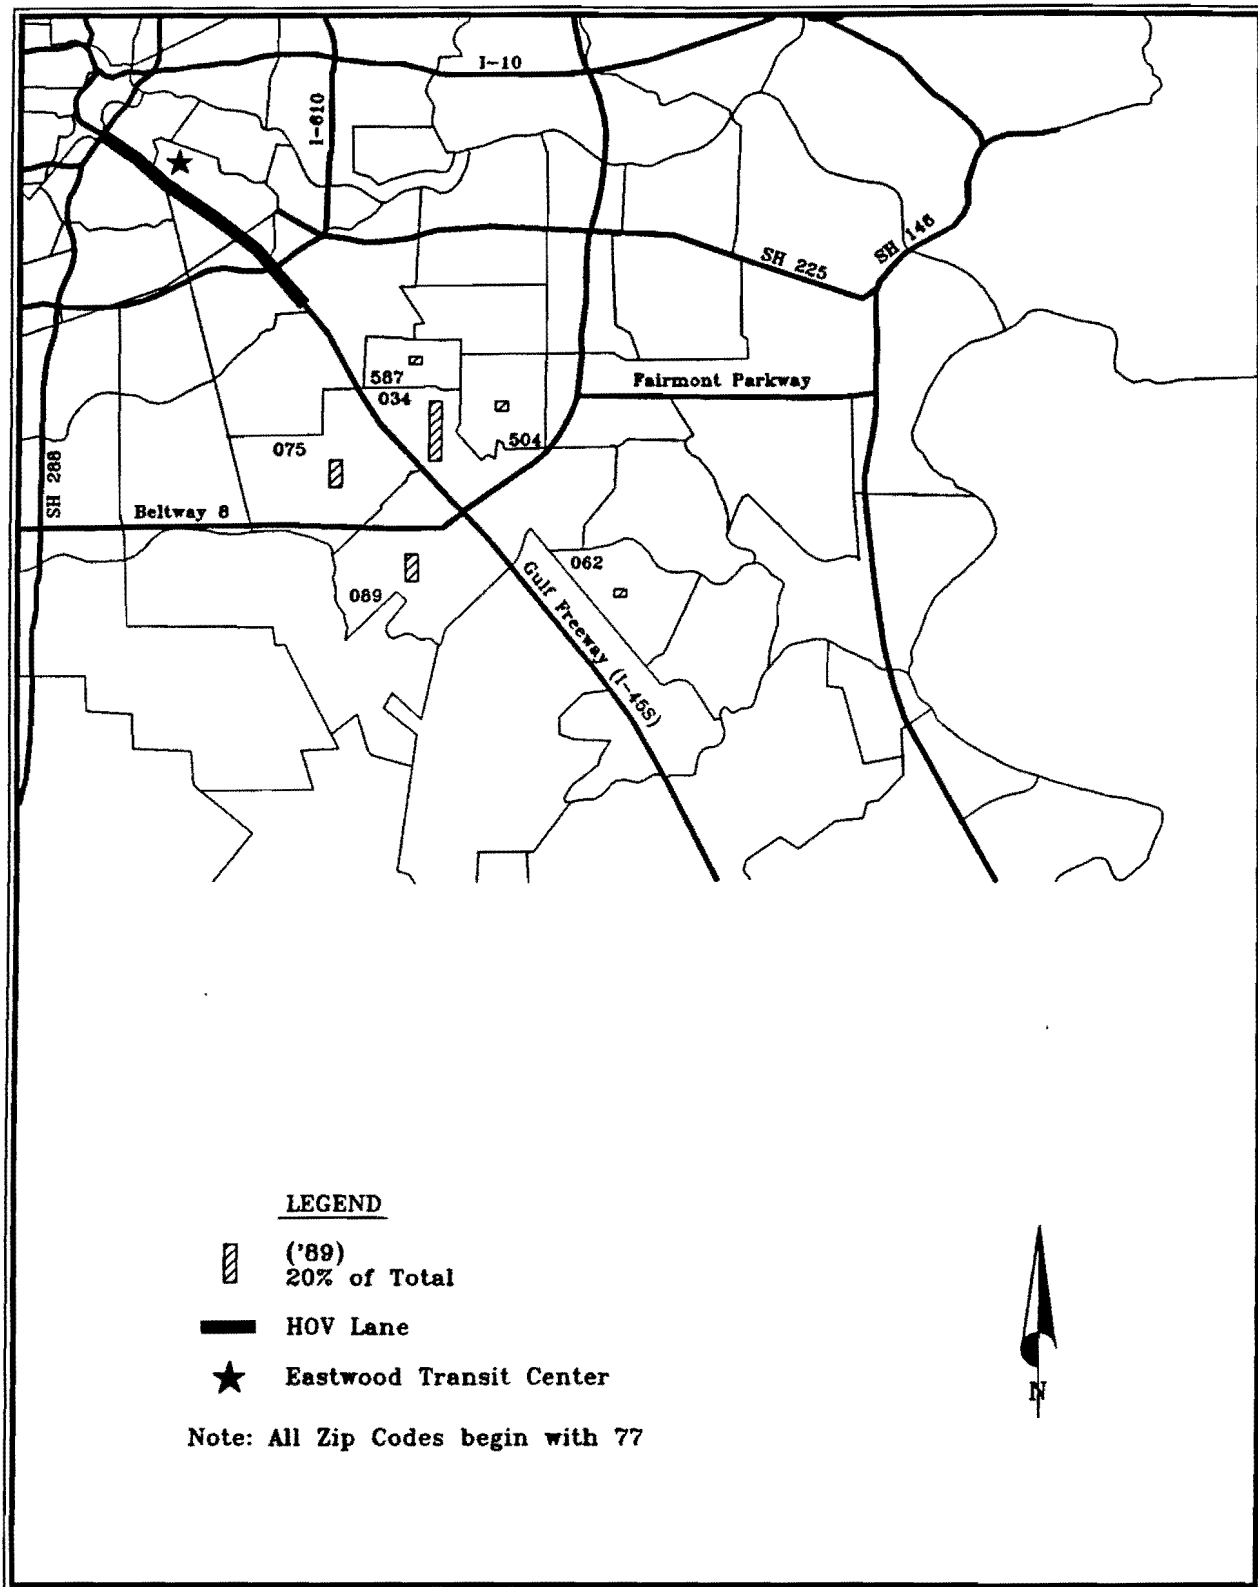 I-10
I-610
SH 146
SH 225
587
Fairmont Parkway
034
504
075
SH 288
Beltway 8
062
089
Gulf Freeway (I-45S)
LEGEND
('89)
20% of Total
HOV Lane
Eastwood Transit Center
N
Note: All Zip Codes begin with 77